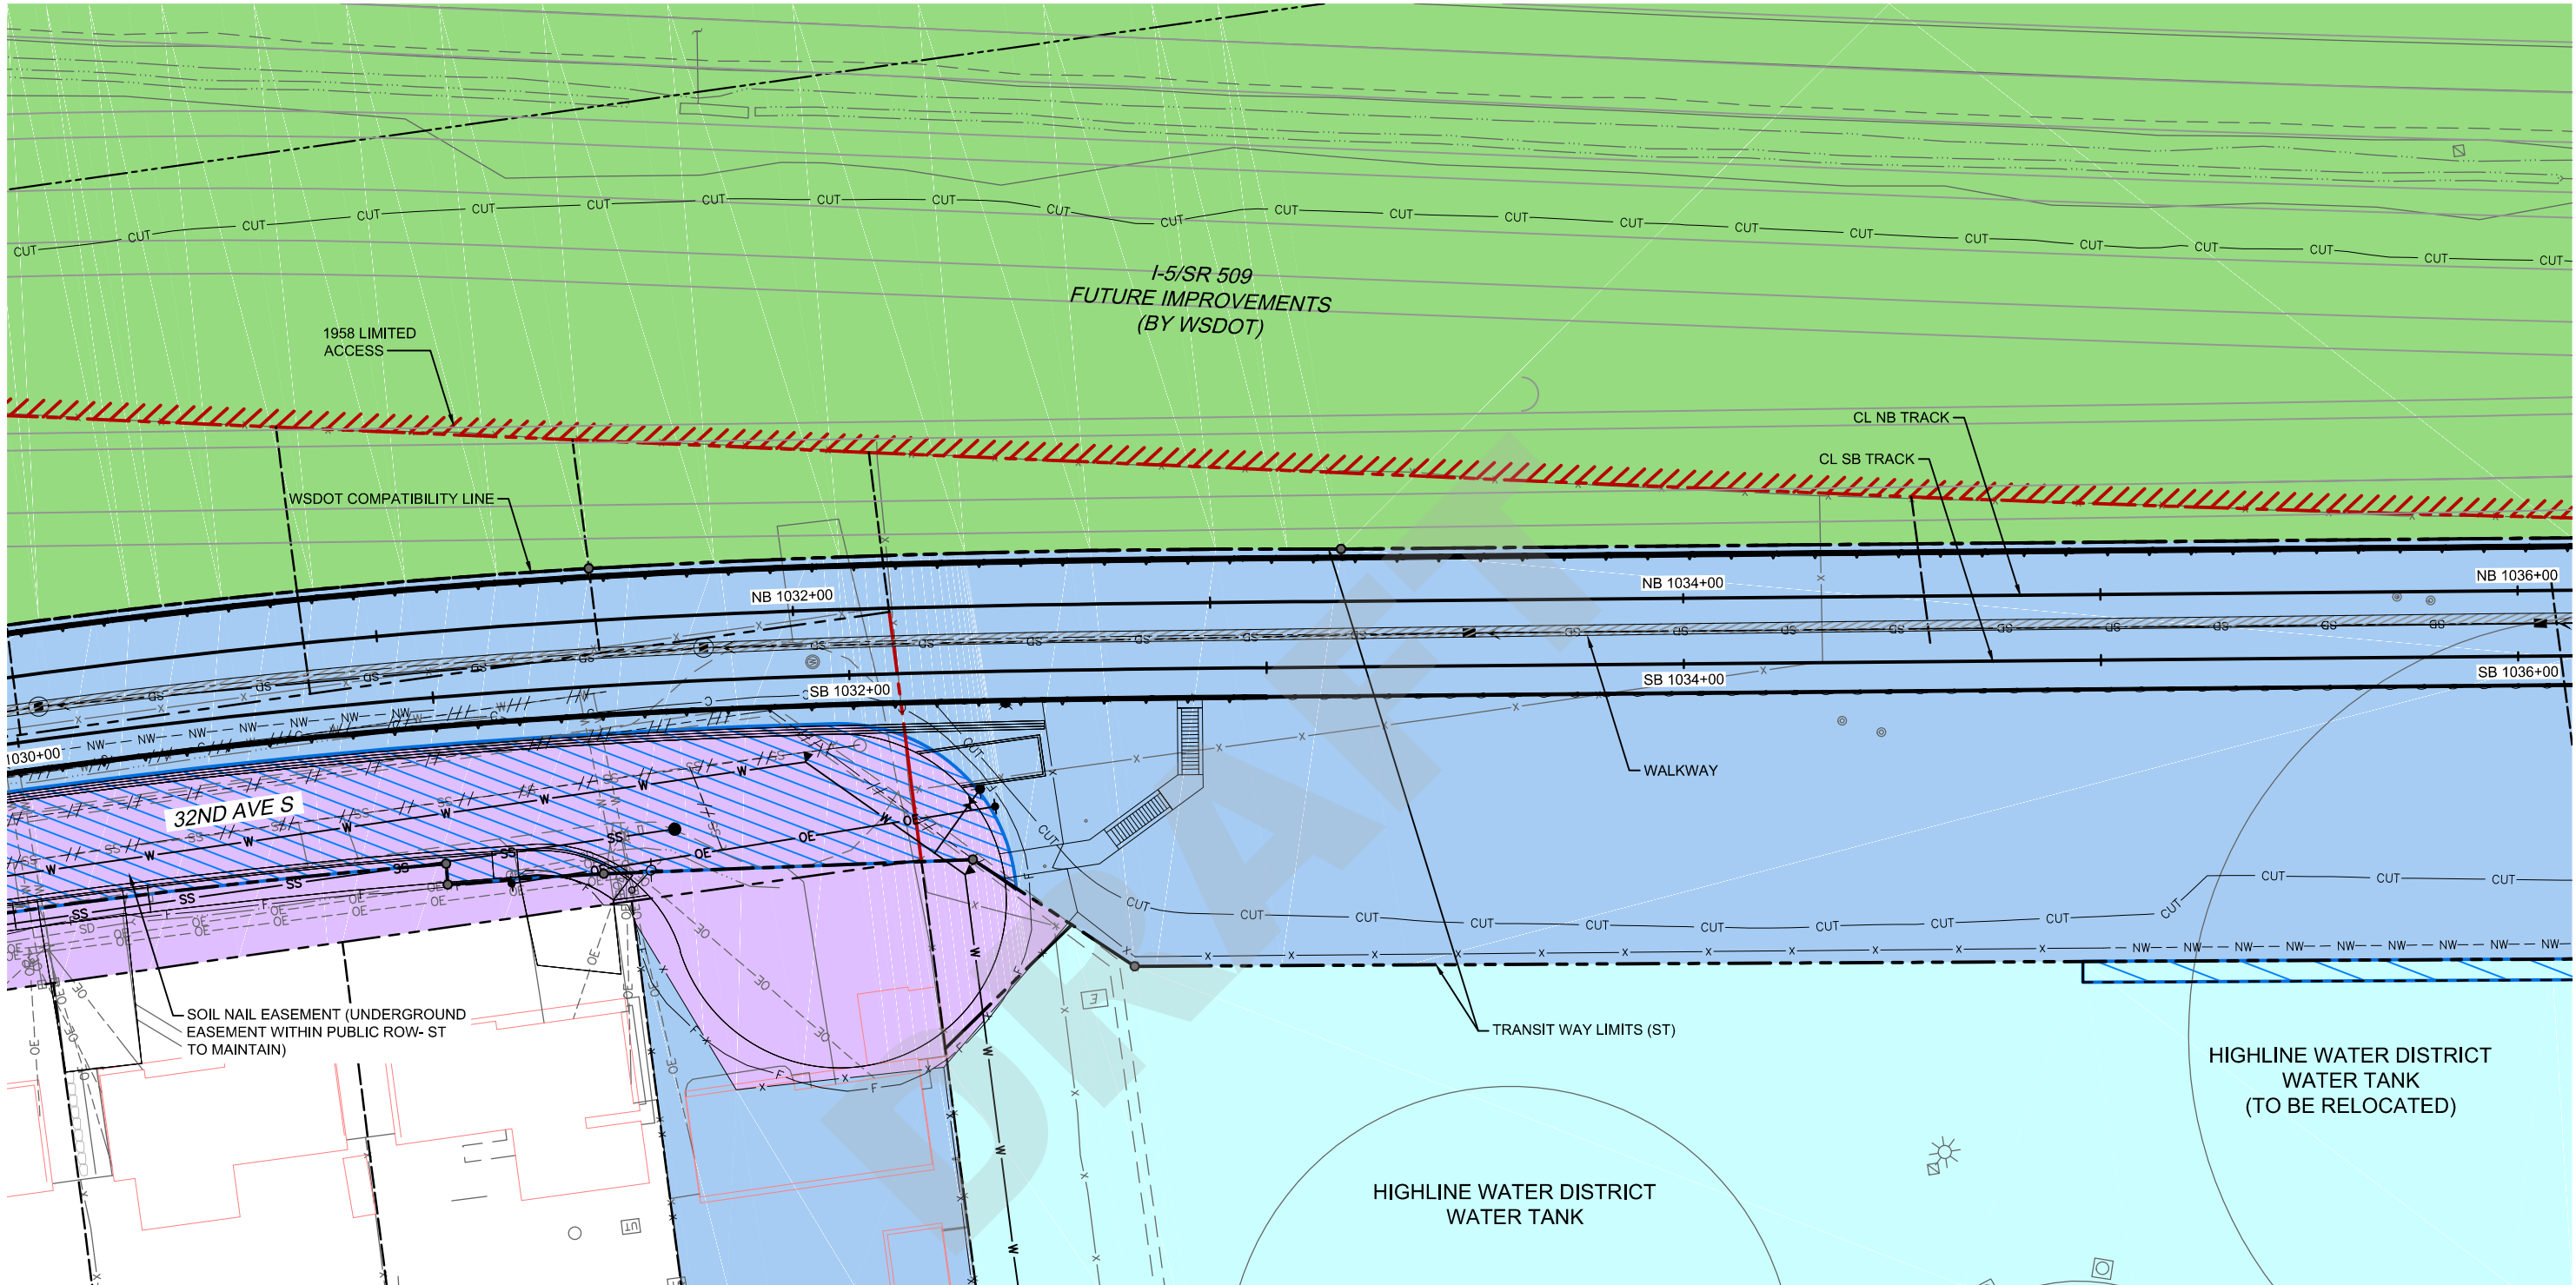 I-5/SR 509
FUTURE IMPROVEMENTS
(BY WSDOT)
1958 LIMITED
ACCESS
CL NB TRACK
CL SB TRACK
WSDOT COMPATIBILITY LINE
NB 1032+00
NB 1034+00
NB 1036+00
SB 1032+00
SB 1034+00
SB 1036+00
1030+00
WALKWAY
32ND AVE S
SOIL NAIL EASEMENT (UNDERGROUND
EASEMENT WITHIN PUBLIC ROW- ST
TO MAINTAIN)
TRANSIT WAY LIMITS (ST)
HIGHLINE WATER DISTRICT
WATER TANK
(TO BE RELOCATED)
HIGHLINE WATER DISTRICT
WATER TANK
DRAFT